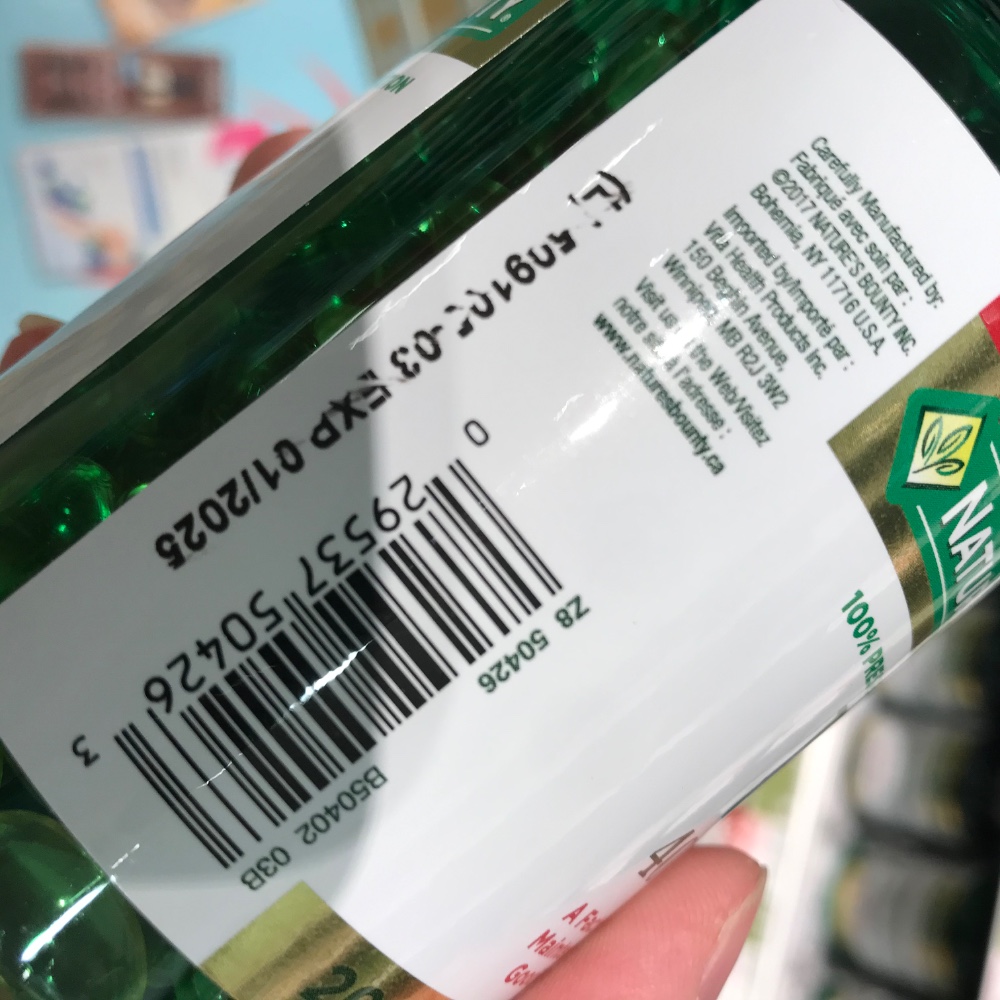 Carefully Manufactured by:
Fabriqué avec soin par :
©2017 NATURE'S BOUNTY INC.
Bohemia, NY 11716 U.S.A.
Imported by/Importé par :
Vita Health Products Inc.
150 Beghin Avenue,
Winnipeg, MB R2J 3W2
Visit us on the Web/Visitez
notre site à l'adresse :
www.naturesbounty.ca
-03 EXP 01/2025
0 29537 50426 3
Z8 50426
B50402 03B
100%